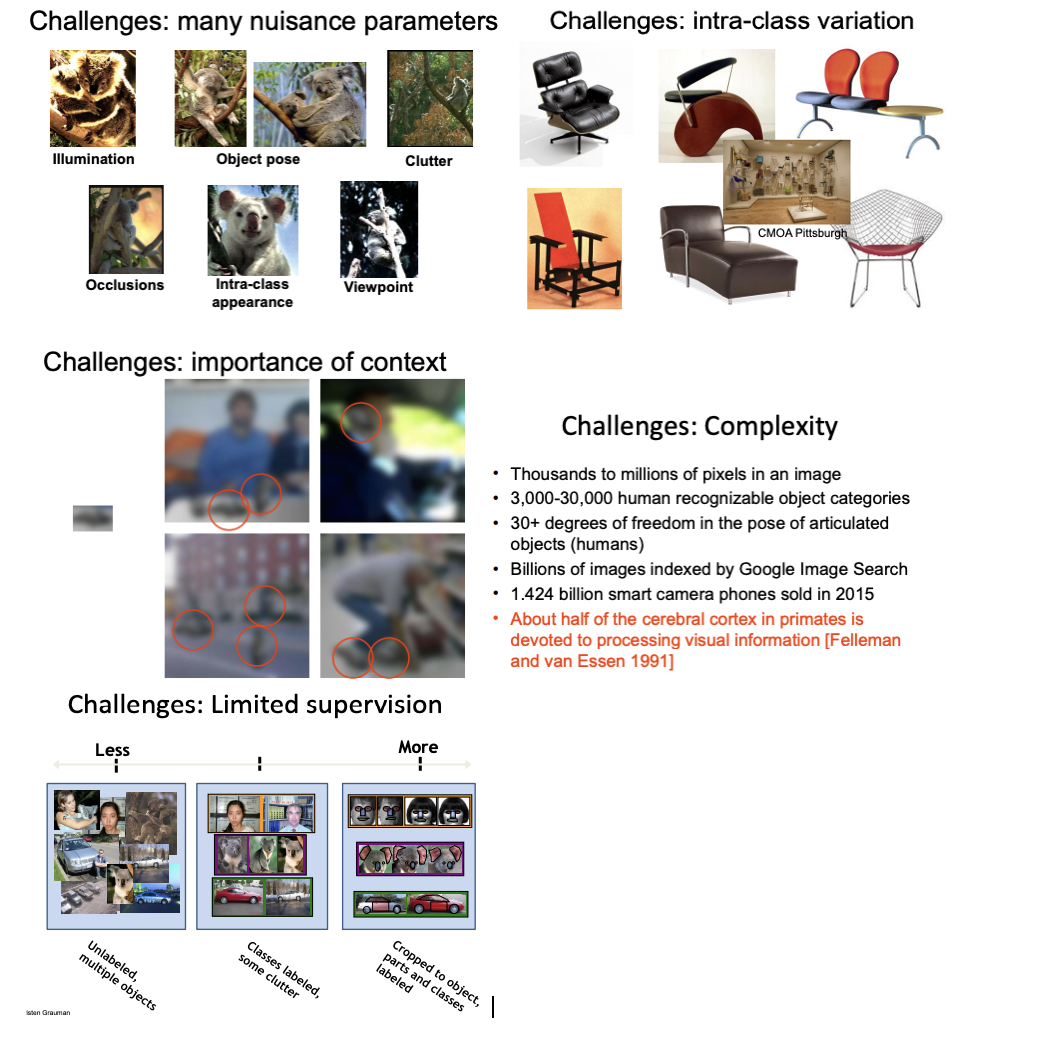 Challenges: many nuisance parameters
Illumination
Object pose
Clutter
Occlusions
Intra-class
appearance
Viewpoint
Challenges: intra-class variation
CMOA Pittsburgh
Challenges: importance of context
Challenges: Complexity
• Thousands to millions of pixels in an image
• 3,000-30,000 human recognizable object categories
• 30+ degrees of freedom in the pose of articulated
objects (humans)
• Billions of images indexed by Google Image Search
• 1.424 billion smart camera phones sold in 2015
• About half of the cerebral cortex in primates is
devoted to processing visual information [Felleman
and van Essen 1991]
Challenges: Limited supervision
Less
More
Unlabeled,
multiple objects
Classes labeled,
some clutter
Cropped to object,
parts and classes
labeled
isten Grauman